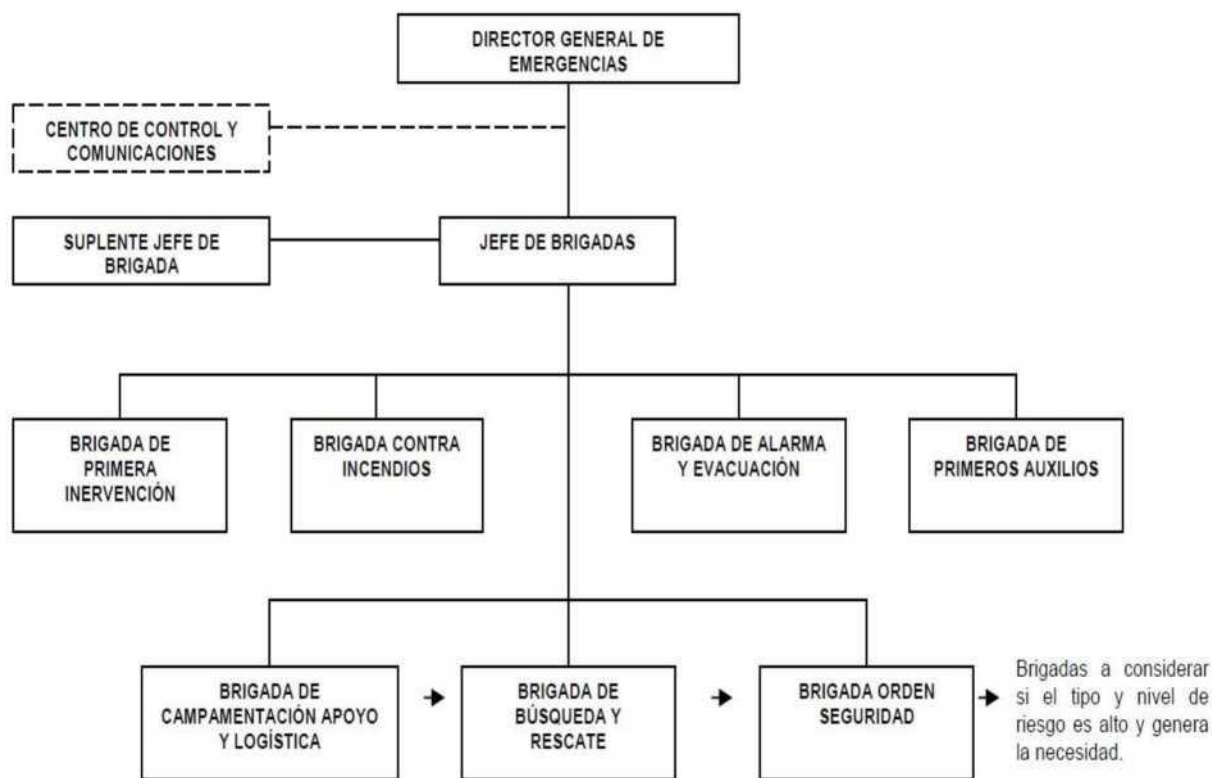 DIRECTOR GENERAL DE
EMERGENCIAS
CENTRO DE CONTROL Y
COMUNICACIONES
SUPLENTE JEFE DE
BRIGADA
JEFE DE BRIGADAS
BRIGADA DE
PRIMERA
INERVENCIÓN
BRIGADA CONTRA
INCENDIOS
BRIGADA DE ALARMA
Y EVACUACIÓN
BRIGADA DE
PRIMEROS AUXILIOS
BRIGADA DE
CAMPAMENTACIÓN APOYO
Y LOGÍSTICA
BRIGADA DE
BÚSQUEDA Y
RESCATE
BRIGADA ORDEN
SEGURIDAD
Brigadas a considerar
si el tipo y nivel de
riesgo es alto y genera
la necesidad.